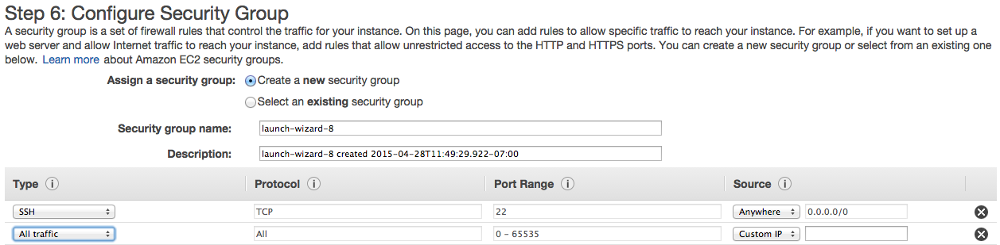 Step 6: Configure Security Group
A security group is a set of firewall rules that control the traffic for your instance. On this page, you can add rules to allow specific traffic to reach your instance. For example, if you want to set up a
web server and allow Internet traffic to reach your instance, add rules that allow unrestricted access to the HTTP and HTTPS ports. You can create a new security group or select from an existing one
below. Learn more about Amazon EC2 security groups.
Assign a security group: Create a new security group
Select an existing security group
Security group name: launch-wizard-8
Description: launch-wizard-8 created 2015-04-28T11:49:29.922-07:00
Type i Protocol i Port Range i Source i
SSH TCP 22 Anywhere 0.0.0.0/0
All traffic All 0 - 65535 Custom IP